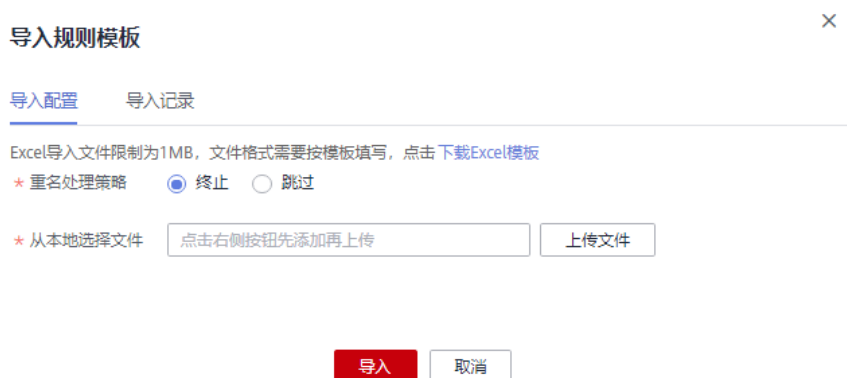 导入规则模板
导入配置 导入记录
Excel导入文件限制为1MB，文件格式需要按模板填写，点击 下载Excel模板
* 重名处理策略 终止 跳过
* 从本地选择文件 点击右侧按钮先添加再上传 上传文件
导入 取消